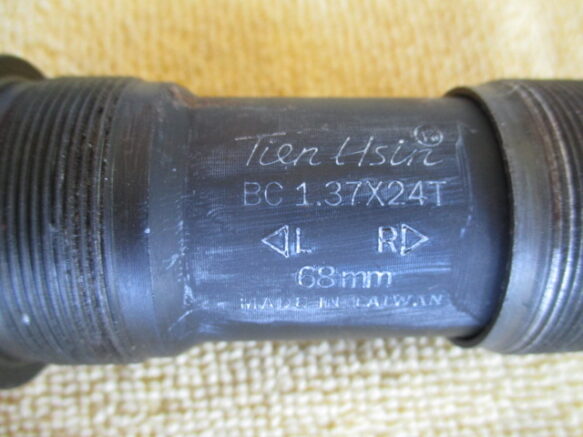 Tien Hsin
BC 1.37X24T
◁L R▷
68mm
MADE IN TAIWAN